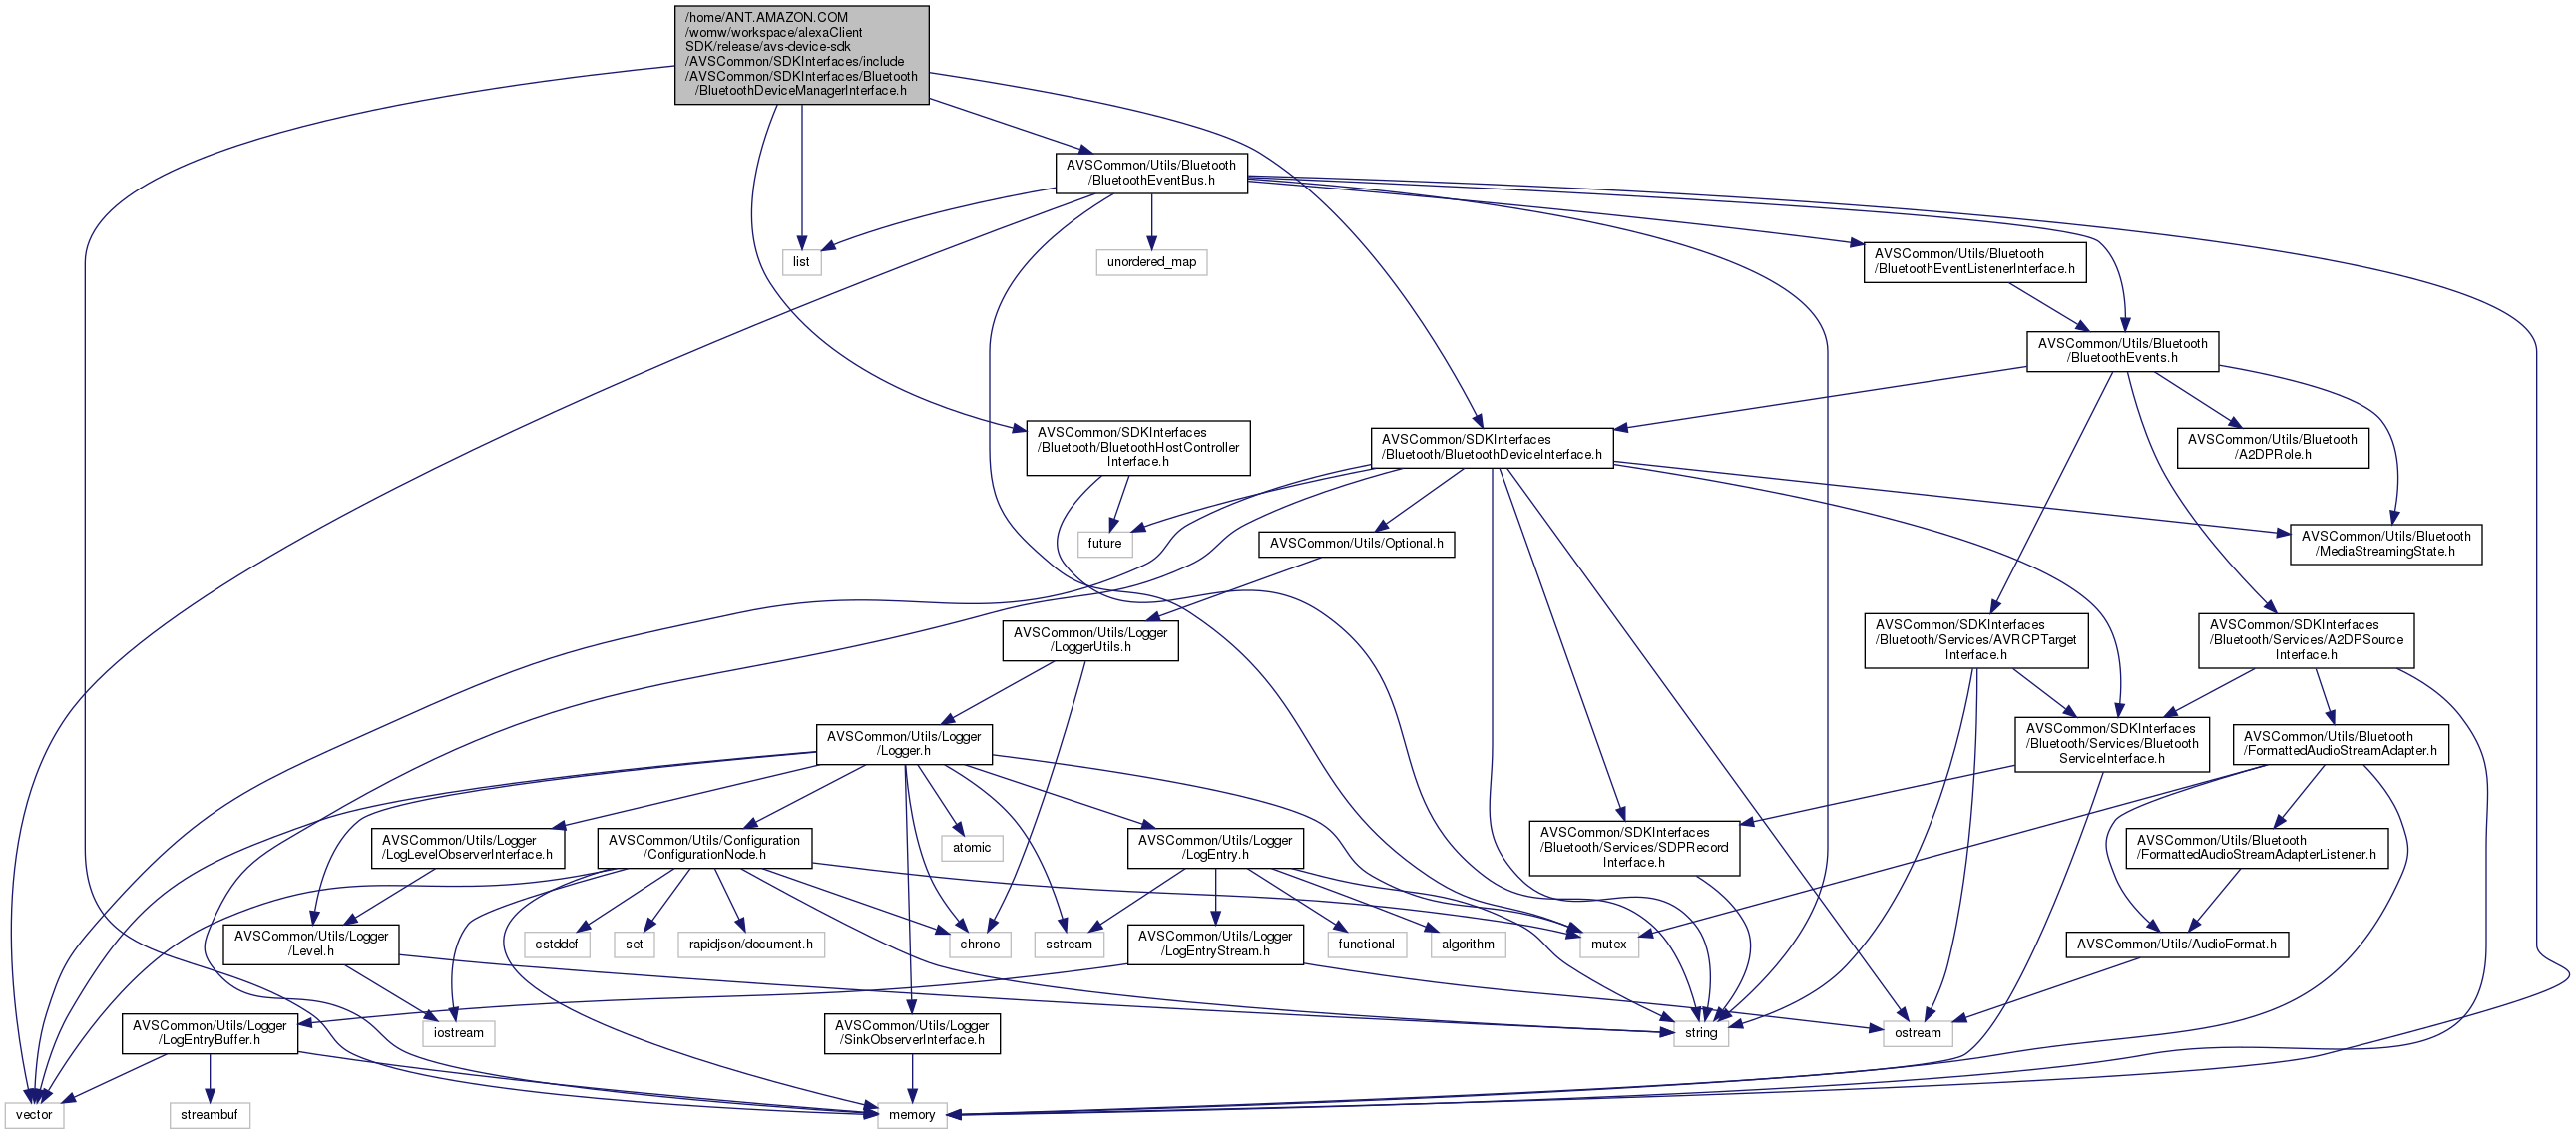 /home/ANT.AMAZON.COM
/womw/workspace/alexaClient
SDK/release/avs-device-sdk
/AVSCommon/SDKInterfaces/include
/AVSCommon/SDKInterfaces/Bluetooth
/BluetoothDeviceManagerInterface.h
AVSCommon/Utils/Bluetooth
/BluetoothEventBus.h
list
unordered_map
AVSCommon/Utils/Bluetooth
/BluetoothEventListenerInterface.h
AVSCommon/Utils/Bluetooth
/BluetoothEvents.h
AVSCommon/SDKInterfaces
/Bluetooth/BluetoothHostController
Interface.h
AVSCommon/SDKInterfaces
/Bluetooth/BluetoothDeviceInterface.h
AVSCommon/Utils/Bluetooth
/A2DPRole.h
future
AVSCommon/Utils/Optional.h
AVSCommon/Utils/Bluetooth
/MediaStreamingState.h
AVSCommon/Utils/Logger
/LoggerUtils.h
AVSCommon/SDKInterfaces
/Bluetooth/Services/AVRCPTarget
Interface.h
AVSCommon/SDKInterfaces
/Bluetooth/Services/A2DPSource
Interface.h
AVSCommon/Utils/Logger
/Logger.h
AVSCommon/SDKInterfaces
/Bluetooth/Services/Bluetooth
ServiceInterface.h
AVSCommon/Utils/Bluetooth
/FormattedAudioStreamAdapter.h
AVSCommon/Utils/Logger
/LogLevelObserverInterface.h
AVSCommon/Utils/Configuration
/ConfigurationNode.h
atomic
AVSCommon/Utils/Logger
/LogEntry.h
AVSCommon/SDKInterfaces
/Bluetooth/Services/SDPRecord
Interface.h
AVSCommon/Utils/Bluetooth
/FormattedAudioStreamAdapterListener.h
AVSCommon/Utils/Logger
/Level.h
cstddef
set
rapidjson/document.h
chrono
sstream
AVSCommon/Utils/Logger
/LogEntryStream.h
functional
algorithm
mutex
AVSCommon/Utils/AudioFormat.h
AVSCommon/Utils/Logger
/LogEntryBuffer.h
iostream
AVSCommon/Utils/Logger
/SinkObserverInterface.h
string
ostream
vector
streambuf
memory